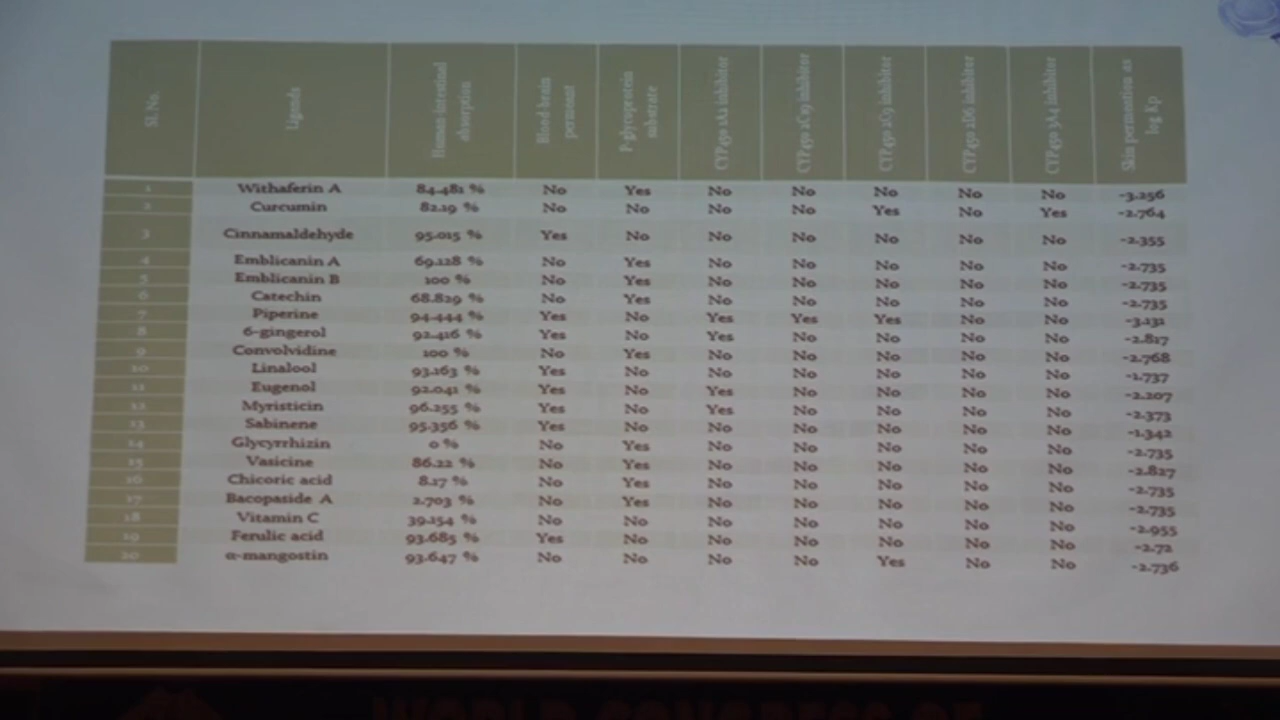 Sl.No. Ligands Human intestinal absorption Blood brain permeant P-glycoprotein substrate CYP450 1A2 inhibitor CYP450 2C19 inhibitor CYP450 2C9 inhibitor CYP450 2D6 inhibitor CYP450 3A4 inhibitor Skin permeation as log Kp
1 Withaferin A 84.481 % No Yes No No No No No -3.256
2 Curcumin 82.19 % No No No No Yes No Yes -2.764
3 Cinnamaldehyde 95.015 % Yes No No No No No No -2.355
4 Emblicanin A 69.128 % No Yes No No No No No -2.735
5 Emblicanin B 100 % No Yes No No No No No -2.735
6 Catechin 68.829 % No Yes No No No No No -2.735
7 Piperine 94.444 % Yes No Yes Yes Yes No No -3.131
8 6-gingerol 92.416 % Yes No Yes No No No No -2.817
9 Convolvidine 100 % No Yes No No No No No -2.768
10 Linalool 93.163 % Yes No No No No No No -1.737
11 Eugenol 92.041 % Yes No Yes No No No No -2.207
12 Myristicin 96.255 % Yes No Yes No No No No -2.373
13 Sabinene 95.356 % Yes No No No No No No -1.342
14 Glycyrrhizin 0 % No Yes No No No No No -2.735
15 Vasicine 86.22 % No Yes No No No No No -2.827
16 Chicoric acid 8.17 % No Yes No No No No No -2.735
17 Bacopaside A 2.703 % No Yes No No No No No -2.735
18 Vitamin C 39.154 % No No No No No No No -2.955
19 Ferulic acid 93.685 % Yes No No No No No No -2.72
20 α-mangostin 93.647 % No No No No Yes No No -2.736
WORLD CONGRESS OF